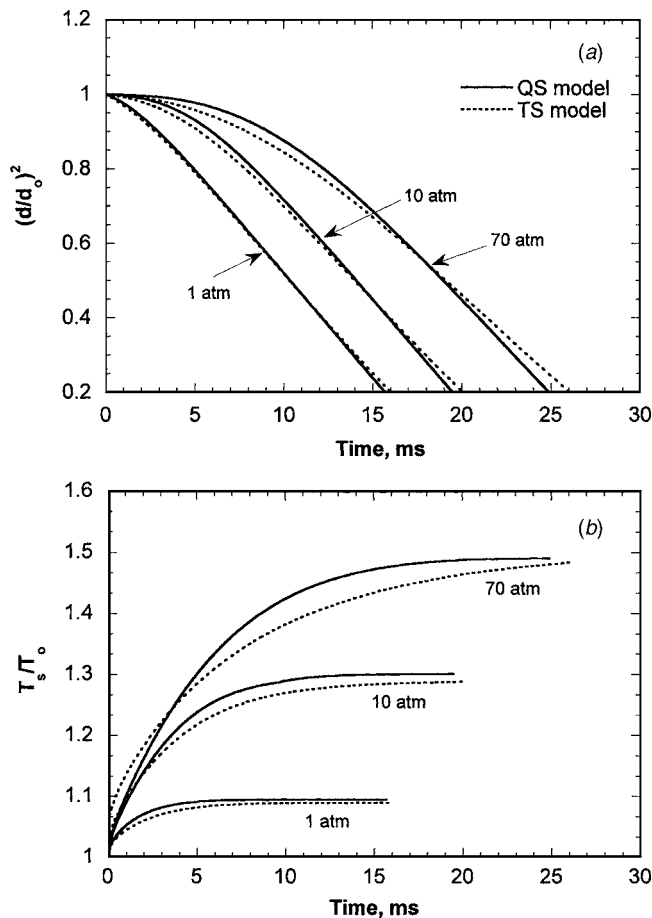 1.2
(a)
QS model
TS model
1
0.8
(d/d₀)²
10 atm
0.6
70 atm
1 atm
0.4
0.2
0 5 10 15 20 25 30
Time, ms
1.6
(b)
1.5
70 atm
1.4
Tₛ/T₀
1.3
10 atm
1.2
1.1
1 atm
1
0 5 10 15 20 25 30
Time, ms